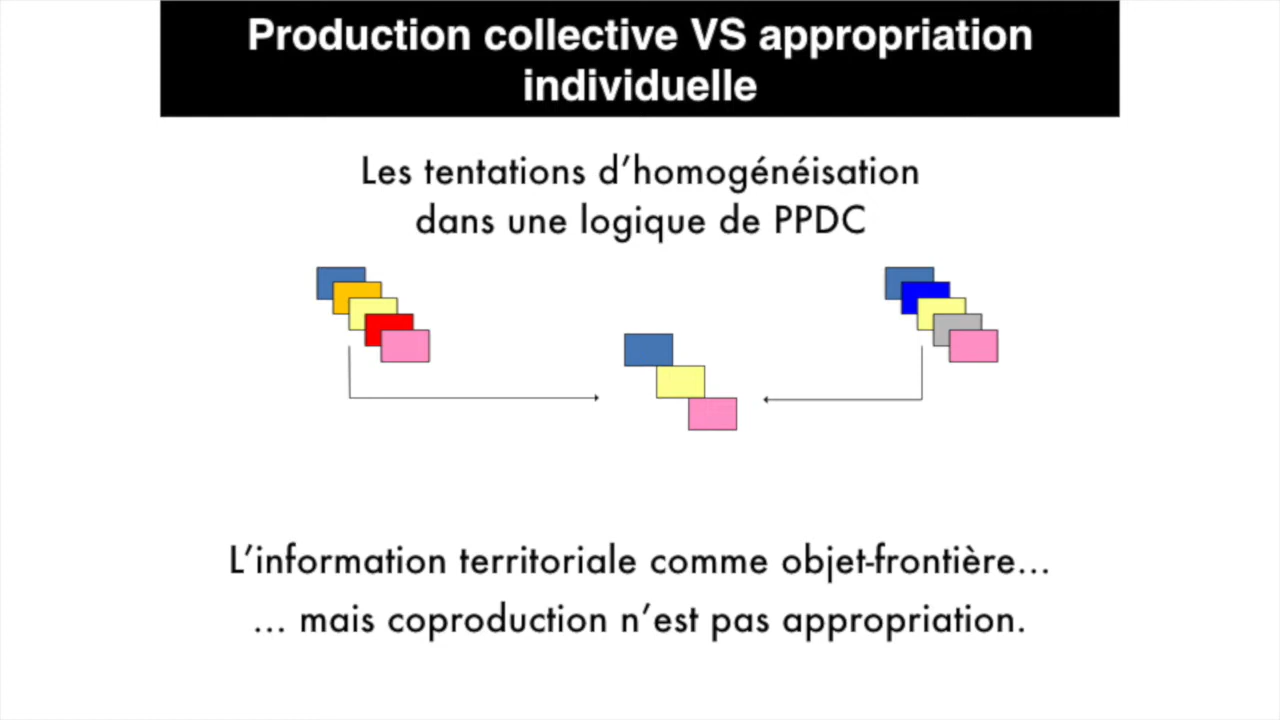 Production collective VS appropriation
individuelle
Les tentations d’homogénéisation
dans une logique de PPDC
L’information territoriale comme objet-frontière...
... mais coproduction n’est pas appropriation.